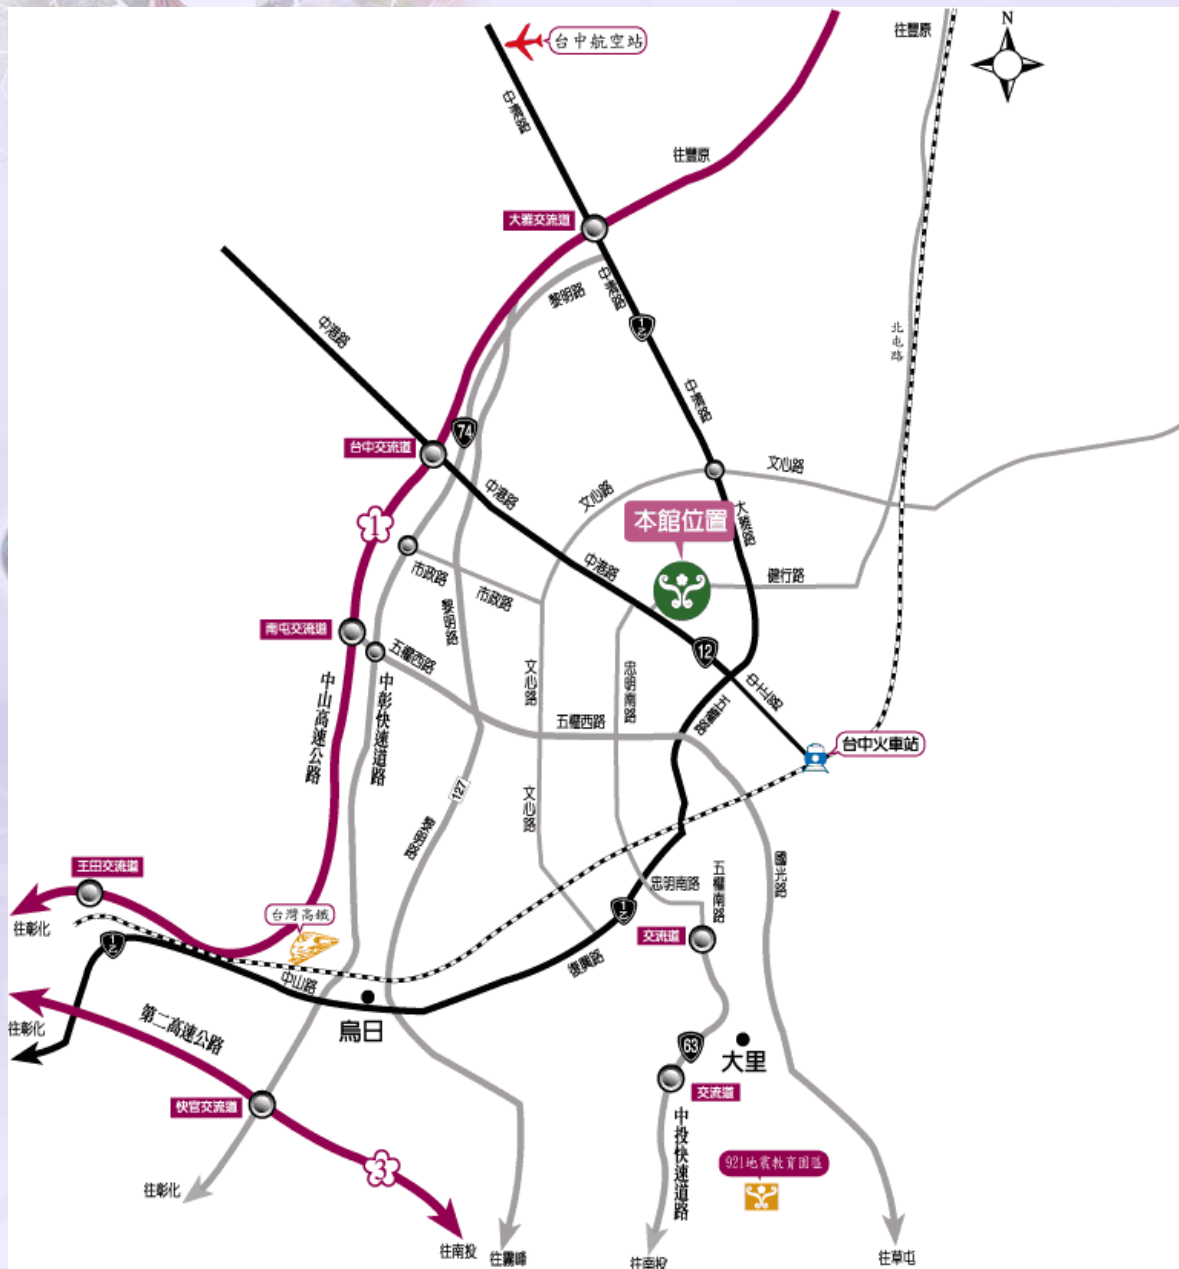 N
往豐原
台中航空站
中清路
往豐原
大雅交流道
中清路
黎明路
1乙
中港路
北屯路
中清路
74
台中交流道
文心路
文心路
中港路
大雅路
本館位置
1
中港路
健行路
市政路
市政路
黎明路
南屯交流道
12
五權西路
文心路
忠明南路
中山高速公路
中彰快速道路
中正路
五權路
五權西路
台中火車站
127
文心路
黎明路
王田交流道
忠明南路
五權南路
國光路
往彰化
台灣高鐵
1乙
交流道
1乙
復興路
中山路
烏日
往彰化
第二高速公路
63
大里
快官交流道
交流道
中投快速道路
3
921地震教育園區
往彰化
往南投
往霧峰
往南投
往草屯